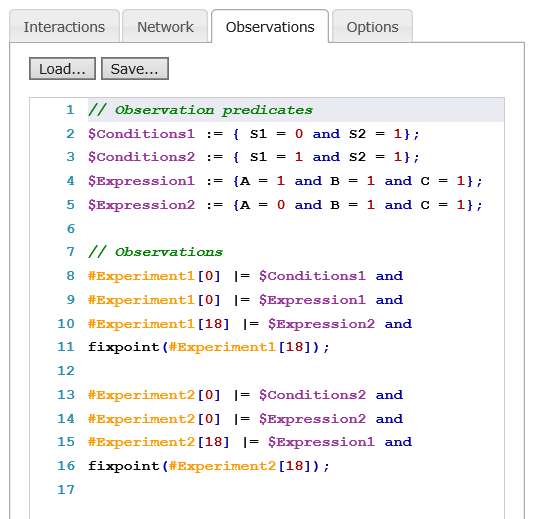 Interactions Network Observations Options
Load... Save...
1 // Observation predicates
2 $Conditions1 := { S1 = 0 and S2 = 1};
3 $Conditions2 := { S1 = 1 and S2 = 1};
4 $Expression1 := {A = 1 and B = 1 and C = 1};
5 $Expression2 := {A = 0 and B = 1 and C = 1};
6
7 // Observations
8 #Experiment1[0] |= $Conditions1 and
9 #Experiment1[0] |= $Expression1 and
10 #Experiment1[18] |= $Expression2 and
11 fixpoint(#Experiment1[18]);
12
13 #Experiment2[0] |= $Conditions2 and
14 #Experiment2[0] |= $Expression2 and
15 #Experiment2[18] |= $Expression1 and
16 fixpoint(#Experiment2[18]);
17